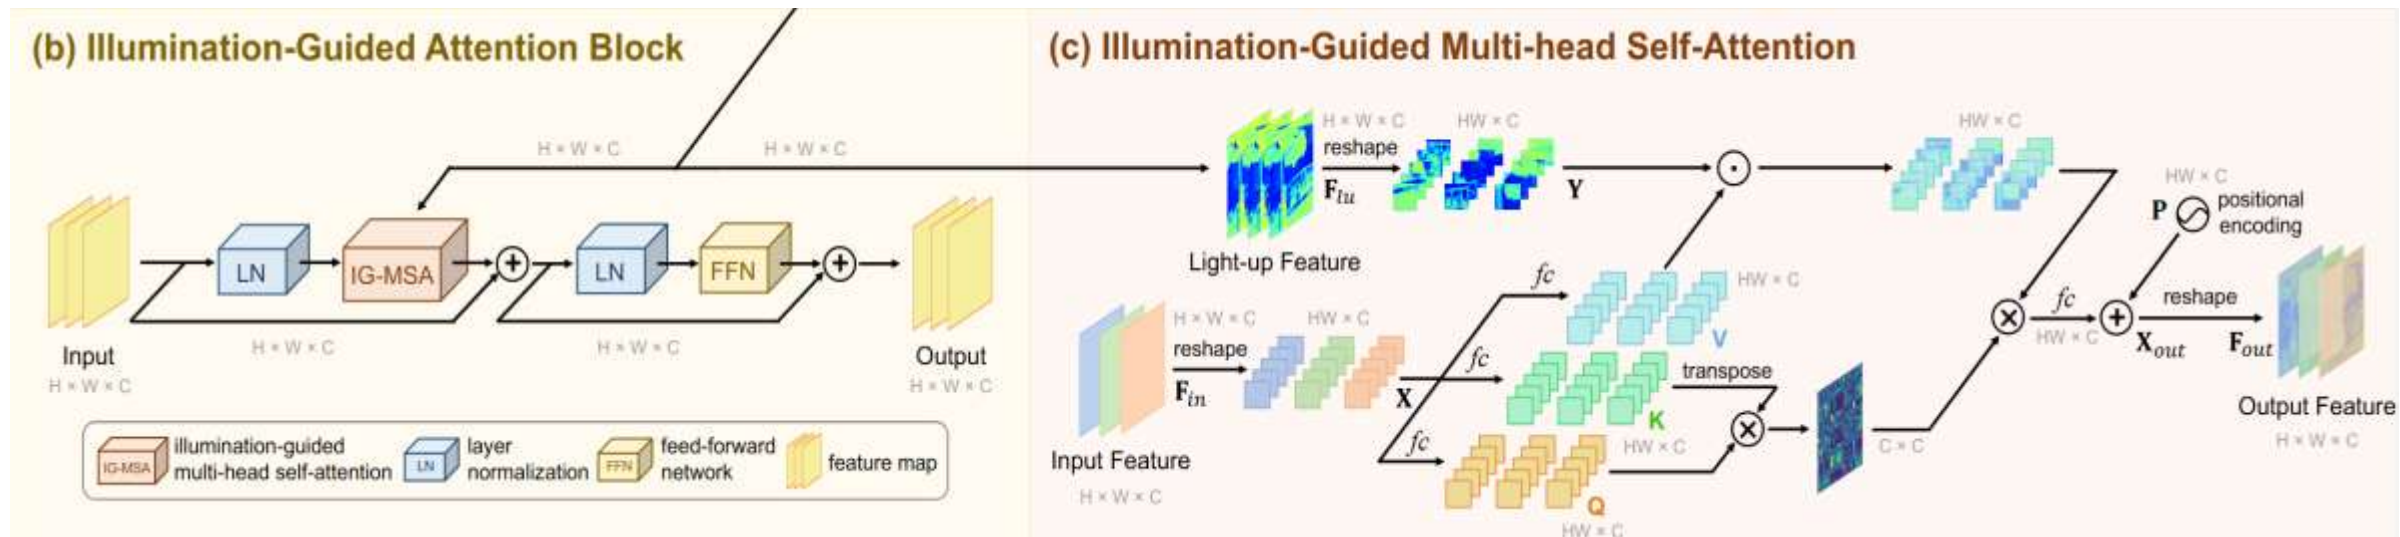 (b) Illumination-Guided Attention Block
H × W × C
H × W × C
LN
IG-MSA
+
LN
FFN
+
Input
H × W × C
H × W × C
H × W × C
Output
H × W × C
IG-MSA
illumination-guided
multi-head self-attention
LN
layer
normalization
FFN
feed-forward
network
feature map
(c) Illumination-Guided Multi-head Self-Attention
H × W × C
reshape
F_lu
HW × C
Y
HW × C
Light-up Feature
HW × C
P
positional
encoding
H × W × C
reshape
F_in
HW × C
X
Input Feature
H × W × C
fc
HW × C
V
fc
K
transpose
fc
HW × C
Q
HW × C
C × C
fc
HW × C
X_out
reshape
F_out
Output Feature
H × W × C